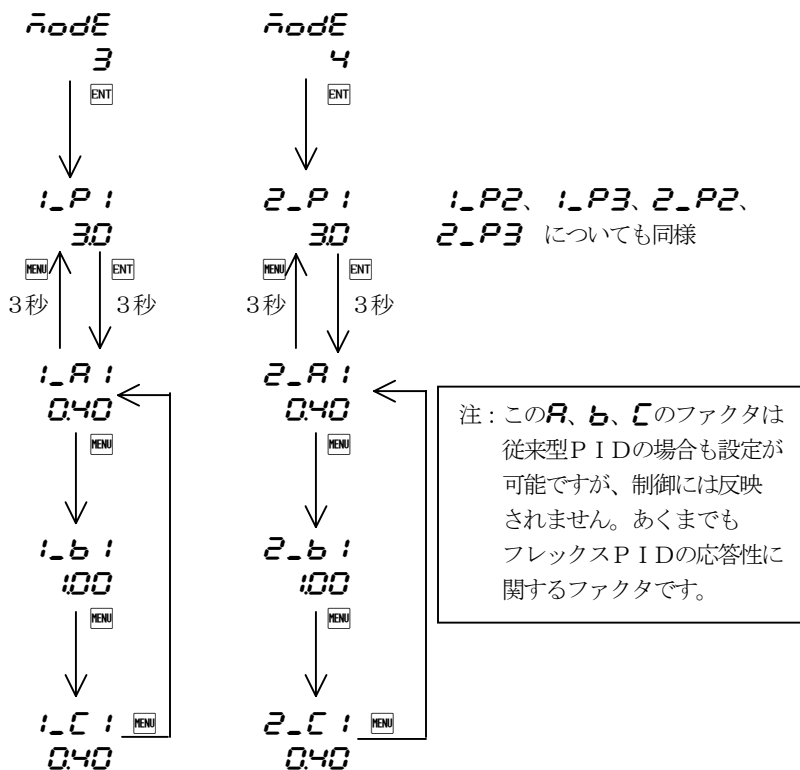 modE modE
3 4
ENT ENT
1_P1 2_P1 1_P2、1_P3、2_P2、
3.0 3.0 2_P3 についても同様
MENU ENT MENU ENT
3秒 3秒 3秒 3秒
1_A1 2_A1
0.40 0.40
MENU MENU
1_b1 2_b1
1.00 1.00
MENU MENU
1_C1 MENU 2_C1 MENU
0.40 0.40
注：このA、b、Cのファクタは
従来型ＰＩＤの場合も設定が
可能ですが、制御には反映
されません。あくまでも
フレックスＰＩＤの応答性に
関するファクタです。